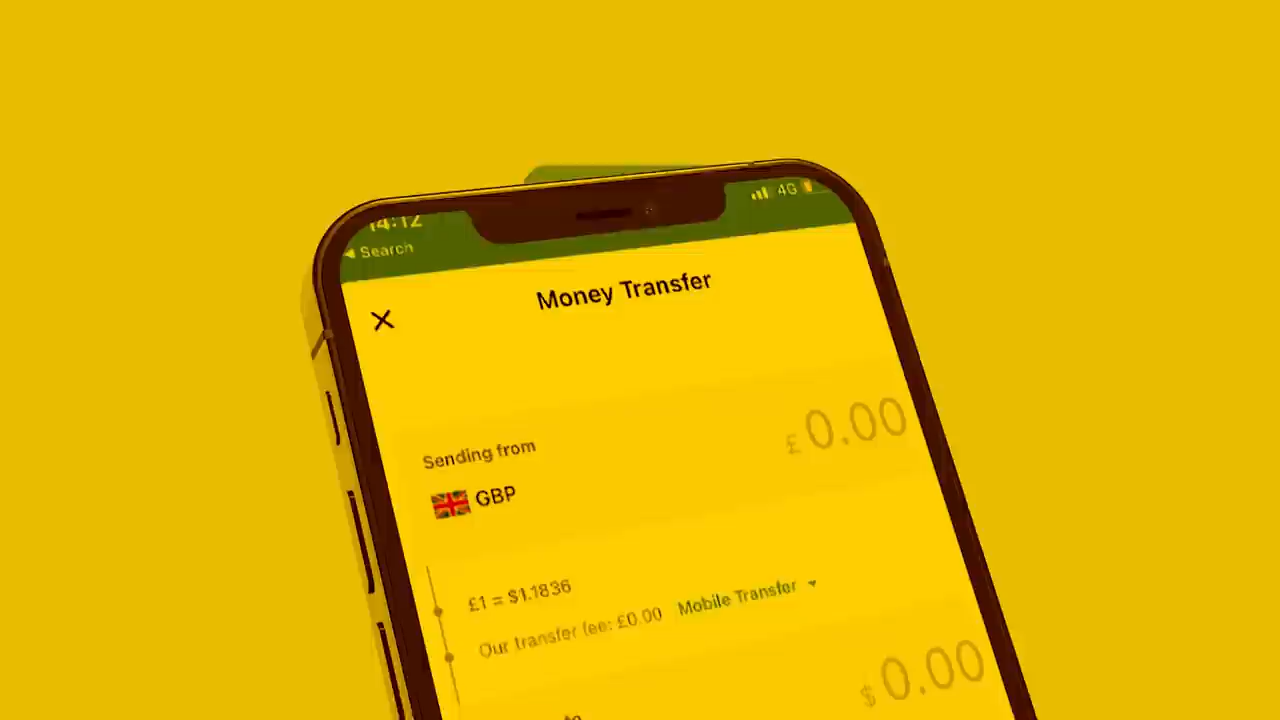 14:12
4G
Search
Money Transfer
Sending from
£ 0.00
GBP
£1 = $1.1836
Our transfer fee: £0.00 Mobile Transfer
$ 0.00